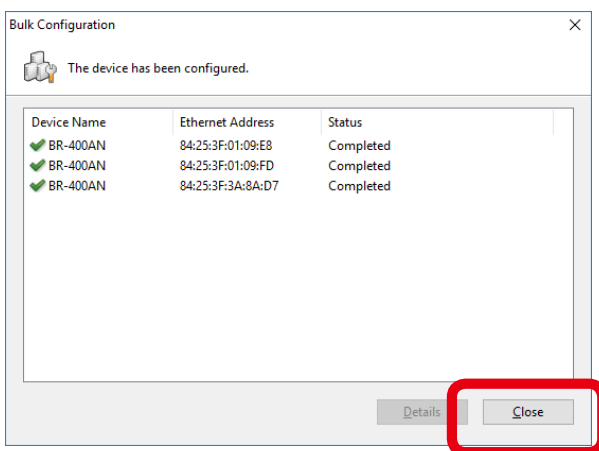 Bulk Configuration
The device has been configured.
Device Name Ethernet Address Status
BR-400AN 84:25:3F:01:09:E8 Completed
BR-400AN 84:25:3F:01:09:FD Completed
BR-400AN 84:25:3F:3A:8A:D7 Completed
Details Close